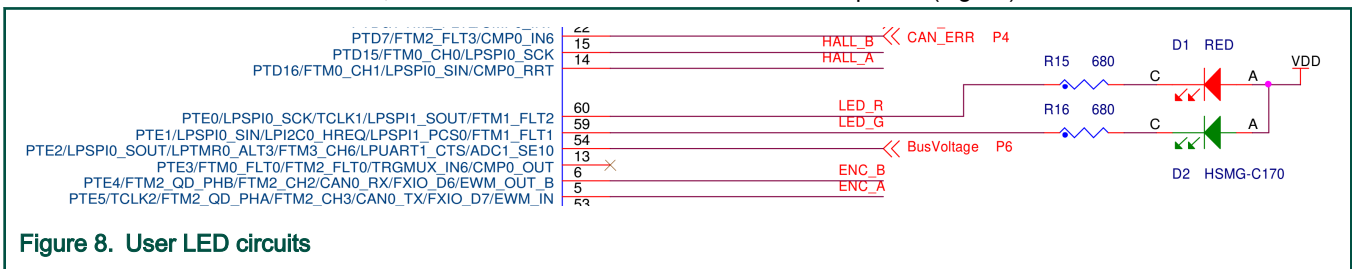 22
PTD7/FTM2_FLT3/CMP0_IN6
CAN_ERR P4
15
HALL_B
PTD15/FTM0_CH0/LPSPI0_SCK
14
HALL_A
PTD16/FTM0_CH1/LPSPI0_SIN/CMP0_RRT
D1 RED
R15 680
VDD
C
A
60
LED_R
PTE0/LPSPI0_SCK/TCLK1/LPSPI1_SOUT/FTM1_FLT2
R16 680
59
LED_G
PTE1/LPSPI0_SIN/LPI2C0_HREQ/LPSPI1_PCS0/FTM1_FLT1
C
A
54
PTE2/LPSPI0_SOUT/LPTMR0_ALT3/FTM3_CH6/LPUART1_CTS/ADC1_SE10
BusVoltage P6
13
PTE3/FTM0_FLT0/FTM2_FLT0/TRGMUX_IN6/CMP0_OUT
6
ENC_B
PTE4/FTM2_QD_PHB/FTM2_CH2/CAN0_RX/FXIO_D6/EWM_OUT_B
D2 HSMG-C170
5
ENC_A
PTE5/TCLK2/FTM2_QD_PHA/FTM2_CH3/CAN0_TX/FXIO_D7/EWM_IN
53
Figure 8. User LED circuits